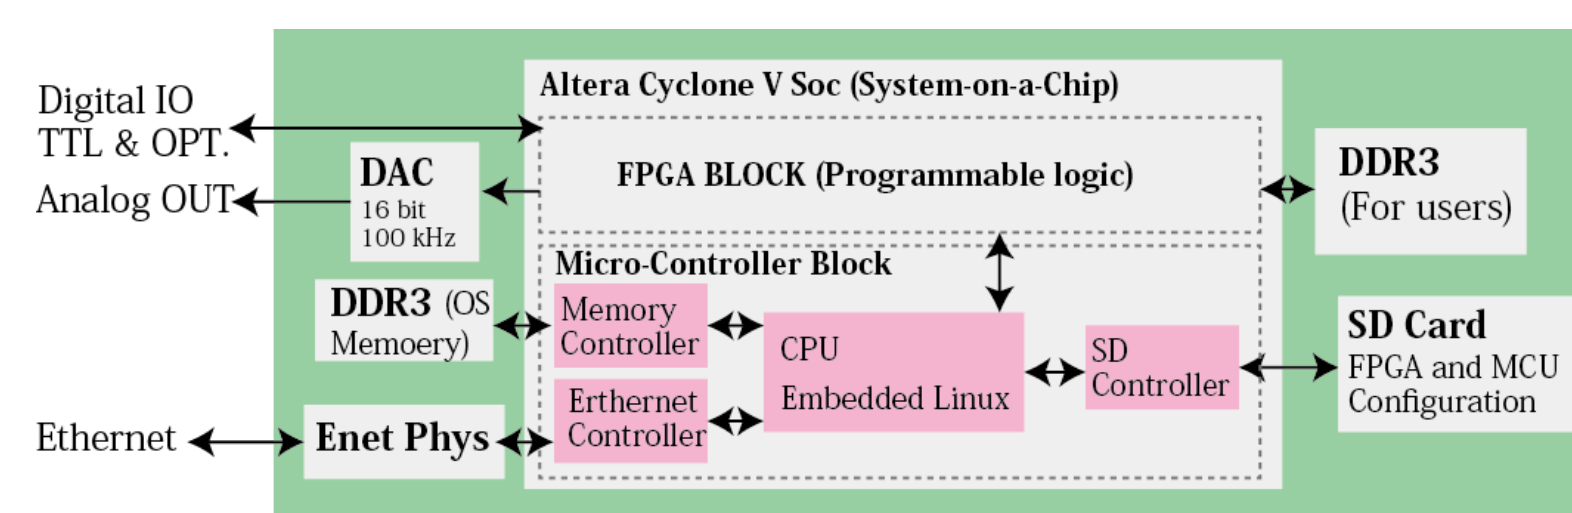 Digital IO
TTL & OPT.
Analog OUT
Ethernet
DAC
16 bit
100 kHz
DDR3 (OS
Memoery)
Enet Phys
Altera Cyclone V Soc (System-on-a-Chip)
FPGA BLOCK (Programmable logic)
Micro-Controller Block
Memory
Controller
Erthernet
Controller
CPU
Embedded Linux
SD
Controller
DDR3
(For users)
SD Card
FPGA and MCU
Configuration